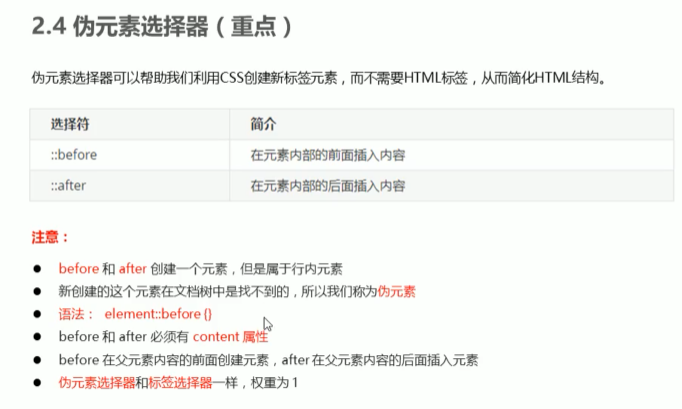 2.4 伪元素选择器（重点）
伪元素选择器可以帮助我们利用CSS创建新标签元素，而不需要HTML标签，从而简化HTML结构。
选择符 简介
::before 在元素内部的前面插入内容
::after 在元素内部的后面插入内容
注意：
● before 和 after 创建一个元素，但是属于行内元素
● 新创建的这个元素在文档树中是找不到的，所以我们称为伪元素
● 语法： element::before {}
● before 和 after 必须有 content 属性
● before 在父元素内容的前面创建元素，after 在父元素内容的后面插入元素
● 伪元素选择器和标签选择器一样，权重为 1